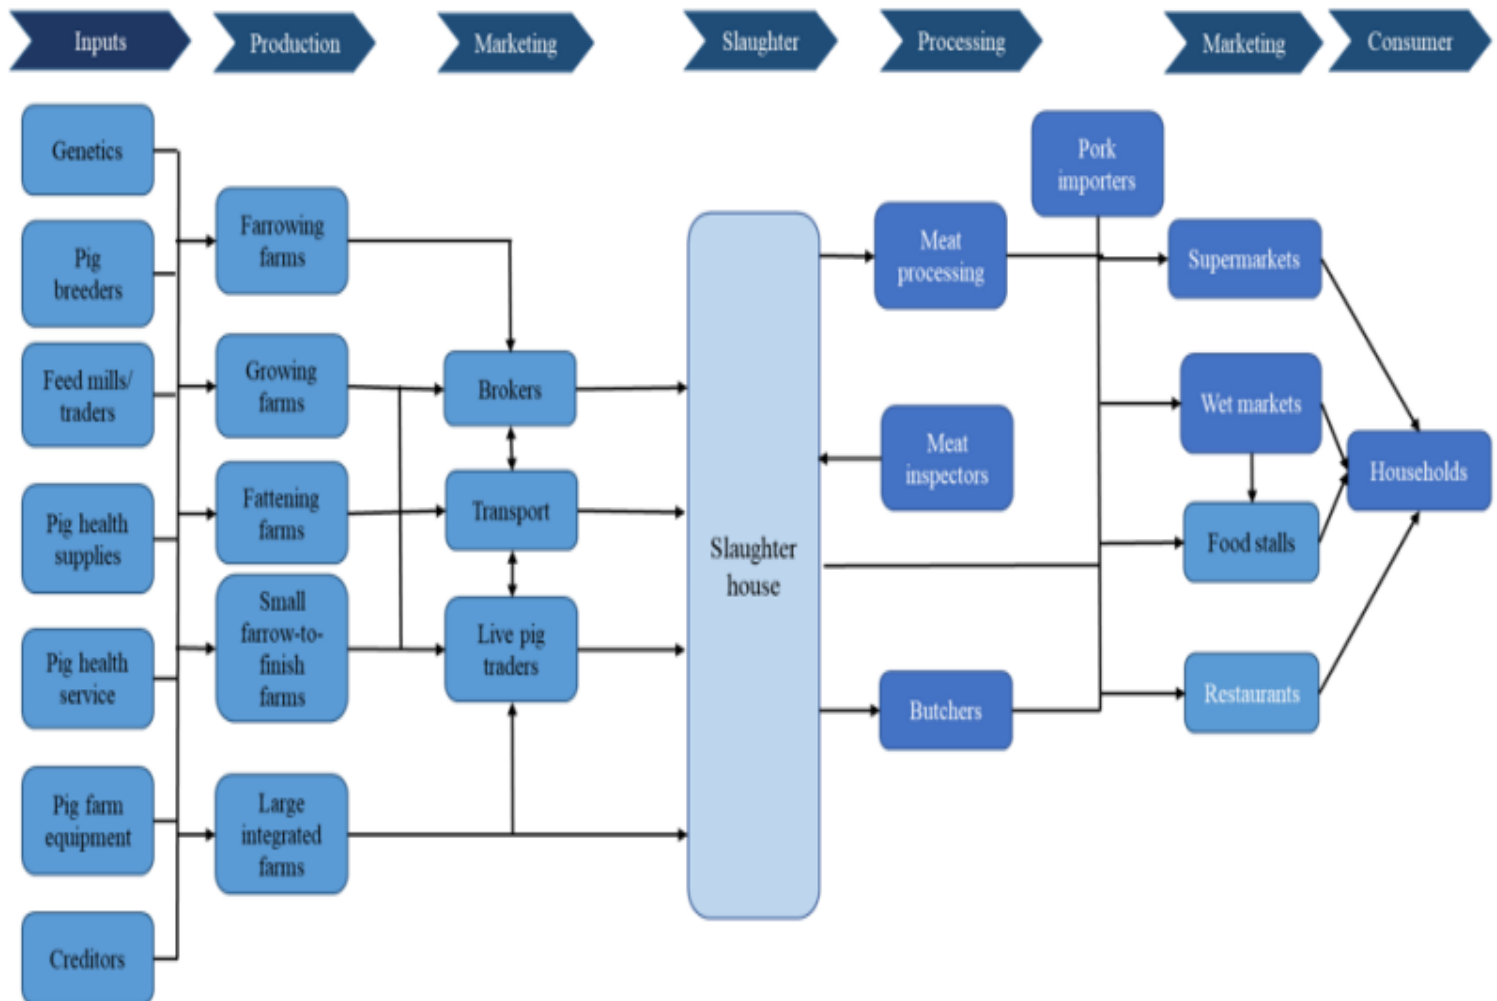 Inputs
Production
Marketing
Slaughter
Processing
Marketing
Consumer
Genetics
Pig
breeders
Feed mills/
traders
Pig health
supplies
Pig health
service
Pig farm
equipment
Creditors
Farrowing
farms
Growing
farms
Fattening
farms
Small
farrow-to-
finish
farms
Large
integrated
farms
Brokers
Transport
Live pig
traders
Slaughter
house
Meat
processing
Meat
inspectors
Butchers
Pork
importers
Supermarkets
Wet markets
Food stalls
Restaurants
Households